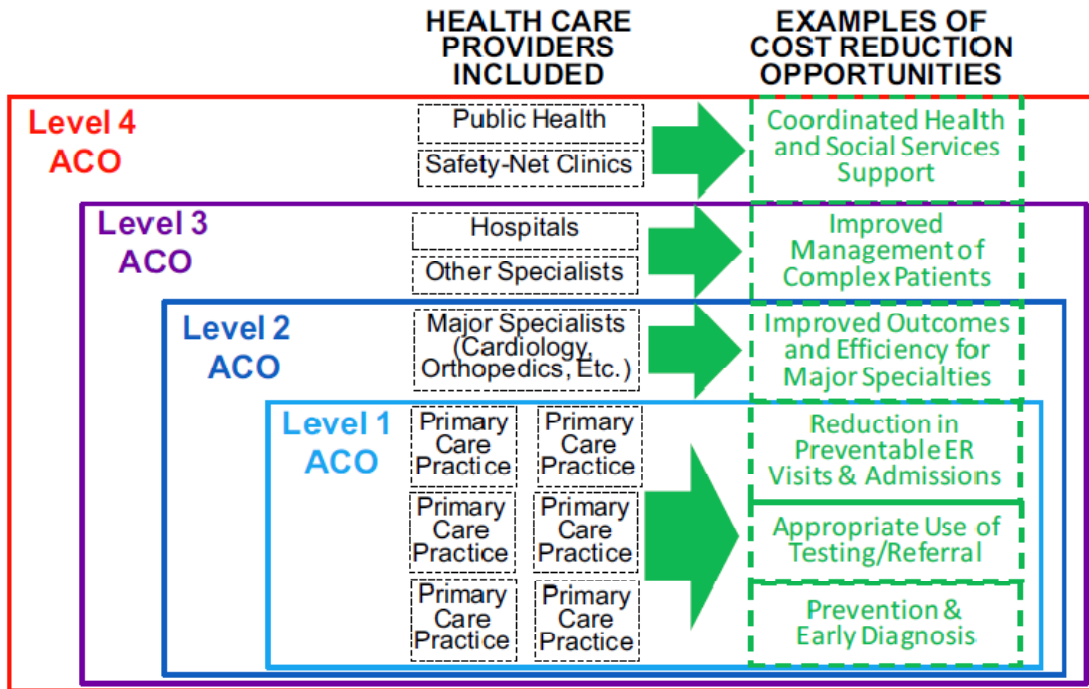 HEALTH CARE
PROVIDERS
INCLUDED
EXAMPLES OF
COST REDUCTION
OPPORTUNITIES
Level 4
ACO
Public Health
Safety-Net Clinics
Coordinated Health
and Social Services
Support
Level 3
ACO
Hospitals
Other Specialists
Improved
Management of
Complex Patients
Level 2
ACO
Major Specialists
(Cardiology,
Orthopedics, Etc.)
Improved Outcomes
and Efficiency for
Major Specialties
Level 1
ACO
Primary
Care
Practice
Primary
Care
Practice
Primary
Care
Practice
Primary
Care
Practice
Primary
Care
Practice
Primary
Care
Practice
Reduction in
Preventable ER
Visits & Admissions
Appropriate Use of
Testing/Referral
Prevention &
Early Diagnosis